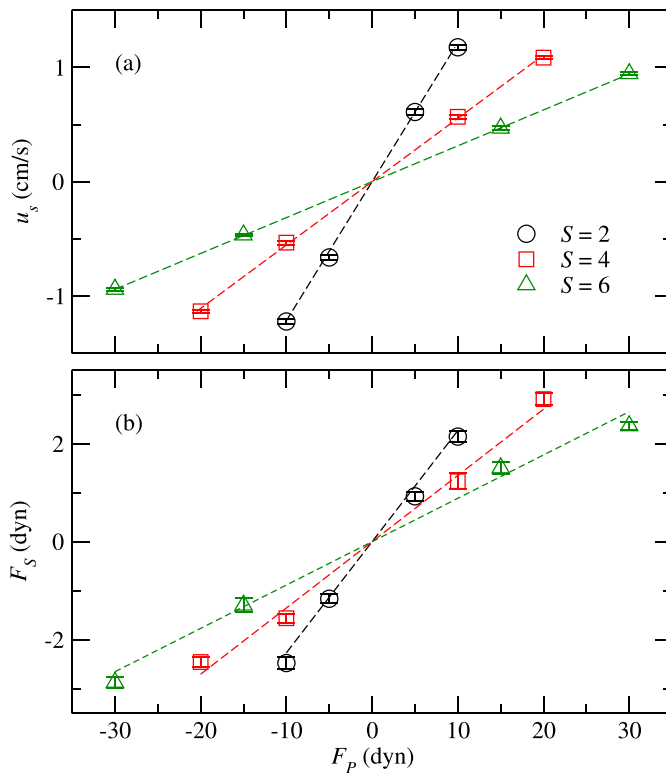 1
(a)
0
u_s (cm/s)
S = 2
S = 4
S = 6
-1
(b)
2
0
F_S (dyn)
-2
-30 -20 -10 0 10 20 30
F_P (dyn)